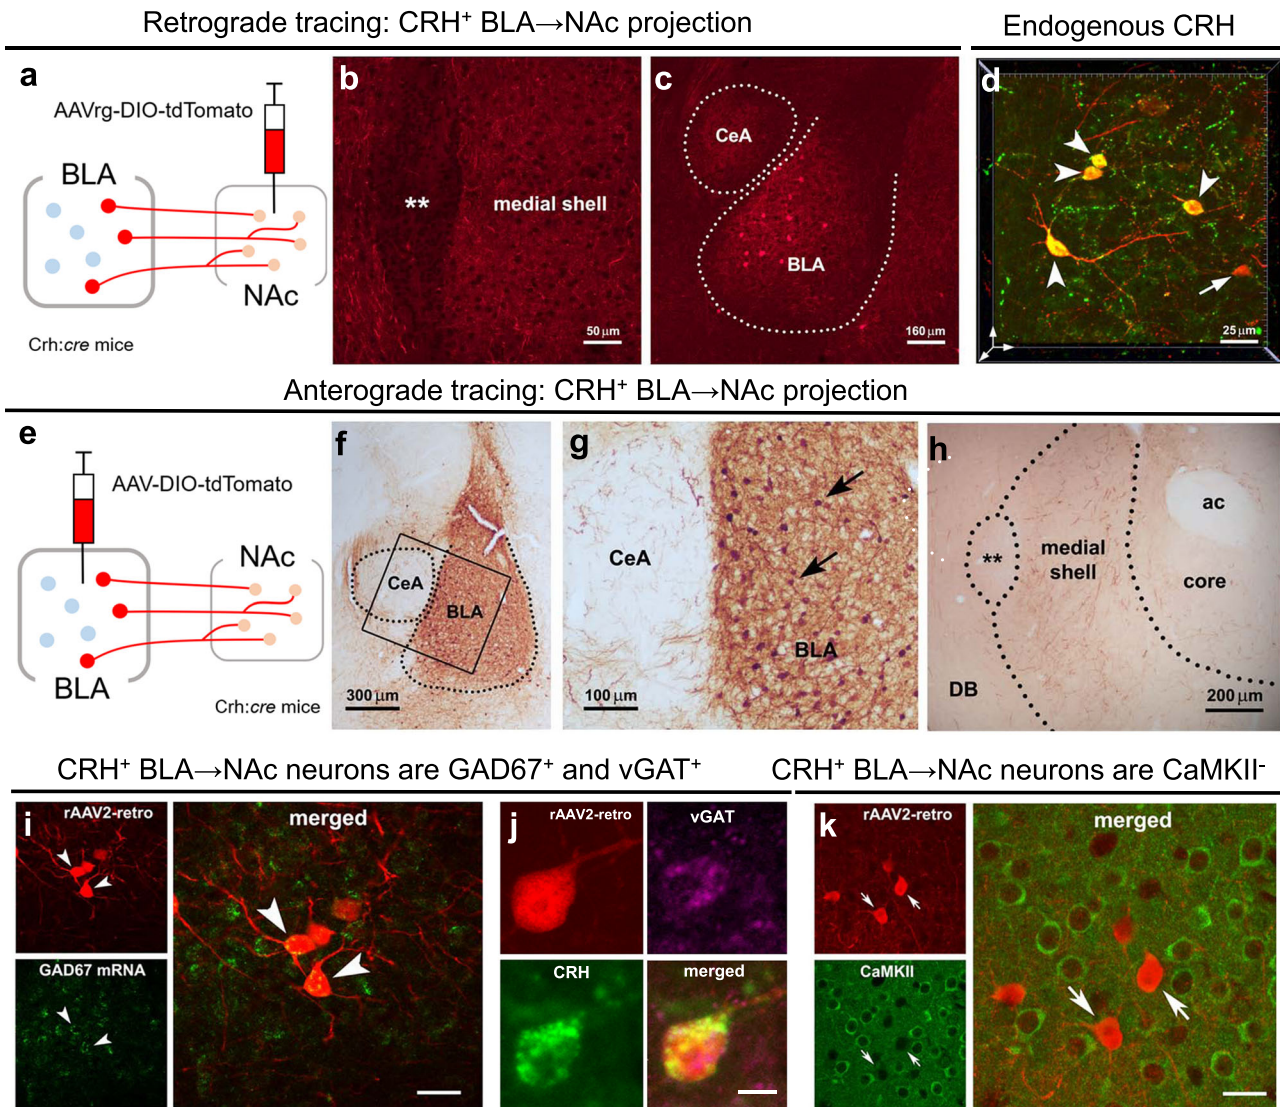 Retrograde tracing: CRH⁺ BLA→NAc projection
Endogenous CRH
a
AAVrg-DIO-tdTomato
BLA
NAc
Crh:cre mice
b
**
medial shell
50 µm
c
CeA
BLA
160 µm
d
25 µm
Anterograde tracing: CRH⁺ BLA→NAc projection
e
AAV-DIO-tdTomato
NAc
BLA
Crh:cre mice
f
CeA
BLA
300 µm
g
CeA
BLA
100 µm
h
ac
**
medial
shell
core
DB
200 µm
CRH⁺ BLA→NAc neurons are GAD67⁺ and vGAT⁺
CRH⁺ BLA→NAc neurons are CaMKII⁻
i
rAAV2-retro
GAD67 mRNA
merged
j
rAAV2-retro
vGAT
CRH
merged
k
rAAV2-retro
CaMKII
merged